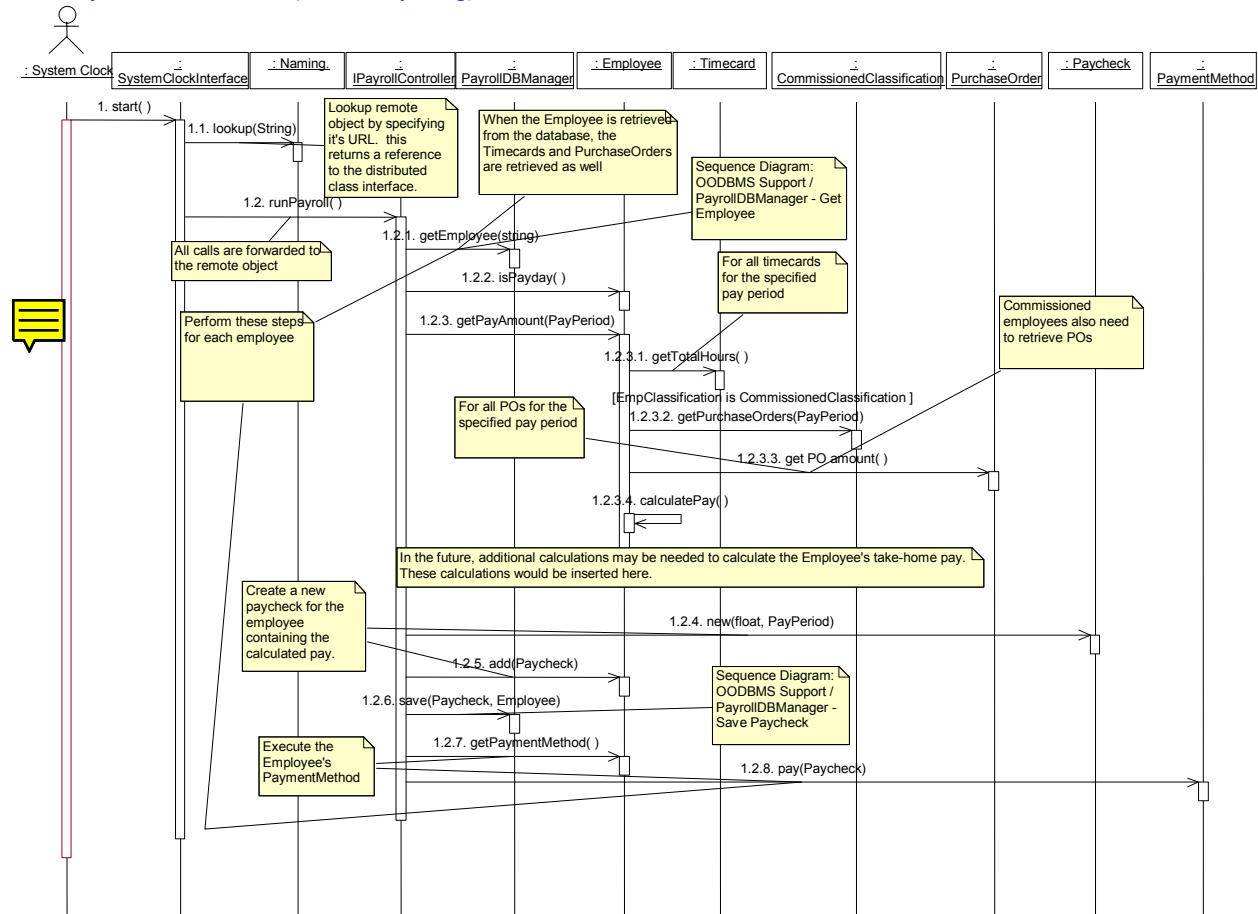 : System Clock
:
SystemClockInterface
: Naming.
:
IPayrollController
:
PayrollDBManager
: Employee
: Timecard
:
CommissionedClassification
:
PurchaseOrder
: Paycheck
:
PaymentMethod
1. start( )
1.1. lookup(String)
Lookup remote
object by specifying
it's URL. this
returns a reference
to the distributed
class interface.
When the Employee is retrieved
from the database, the
Timecards and PurchaseOrders
are retrieved as well
Sequence Diagram:
OODBMS Support /
PayrollDBManager - Get
Employee
1.2. runPayroll( )
All calls are forwarded to
the remote object
1.2.1. getEmployee(string)
For all timecards
for the specified
pay period
1.2.2. isPayday( )
Commissioned
employees also need
to retrieve POs
Perform these steps
for each employee
1.2.3. getPayAmount(PayPeriod)
1.2.3.1. getTotalHours( )
[EmpClassification is CommissionedClassification ]
For all POs for the
specified pay period
1.2.3.2. getPurchaseOrders(PayPeriod)
1.2.3.3. get PO amount( )
1.2.3.4. calculatePay( )
In the future, additional calculations may be needed to calculate the Employee's take-home pay.
These calculations would be inserted here.
Create a new
paycheck for the
employee
containing the
calculated pay.
1.2.4. new(float, PayPeriod)
1.2.5. add(Paycheck)
Sequence Diagram:
OODBMS Support /
PayrollDBManager -
Save Paycheck
1.2.6. save(Paycheck, Employee)
Execute the
Employee's
PaymentMethod
1.2.7. getPaymentMethod( )
1.2.8. pay(Paycheck)